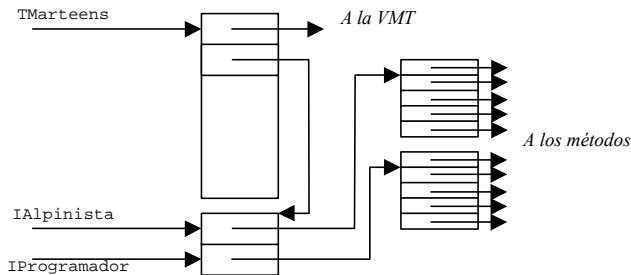 TMarteens
A la VMT
A los métodos
IAlpinista
IProgramador